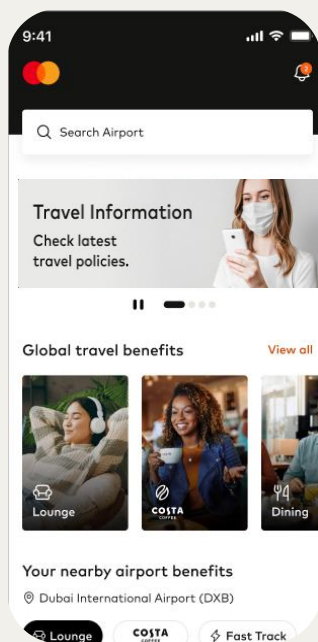 9:41
Search Airport
Travel Information
Check latest
travel policies.
Global travel benefits
View all
Lounge
COSTA
COFFEE
Dining
Your nearby airport benefits
Dubai International Airport (DXB)
Lounge
COSTA
COFFEE
Fast Track